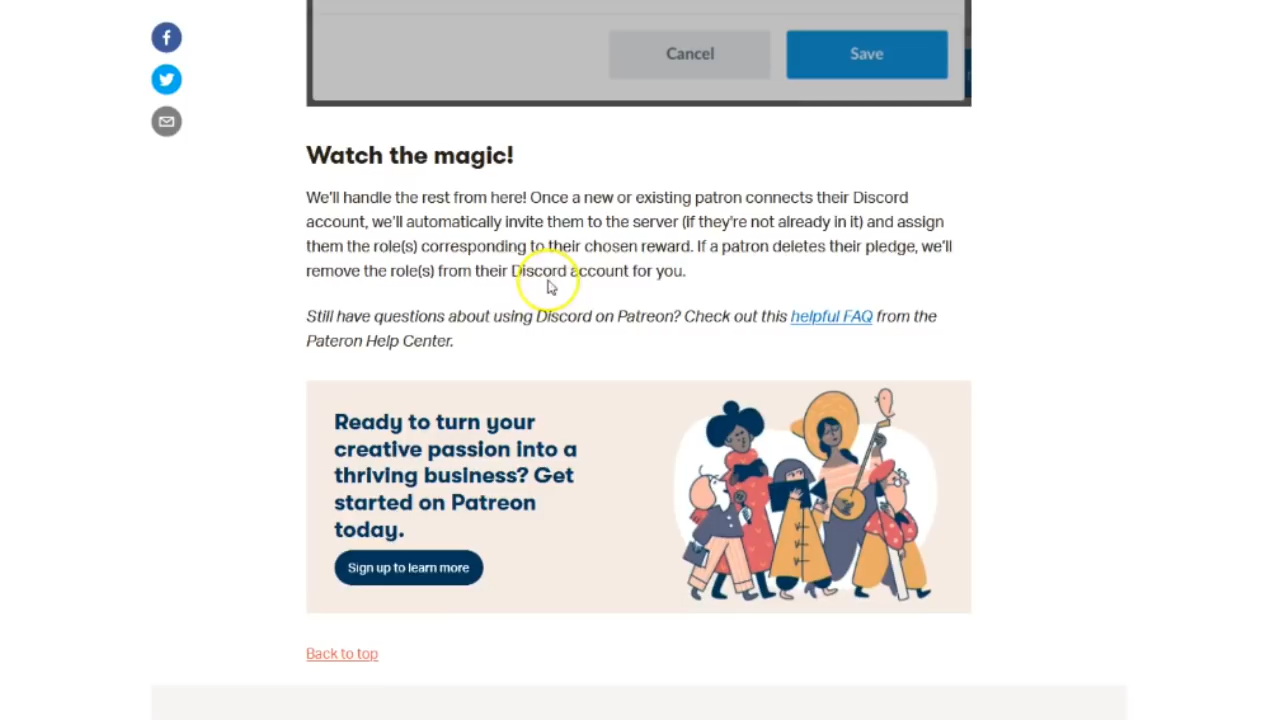 Cancel
Save
Watch the magic!
We'll handle the rest from here! Once a new or existing patron connects their Discord
account, we'll automatically invite them to the server (if they're not already in it) and assign
them the role(s) corresponding to their chosen reward. If a patron deletes their pledge, we'll
remove the role(s) from their Discord account for you.
Still have questions about using Discord on Patreon? Check out this helpful FAQ from the
Pateron Help Center.
Ready to turn your
creative passion into a
thriving business? Get
started on Patreon
today.
Sign up to learn more
Back to top